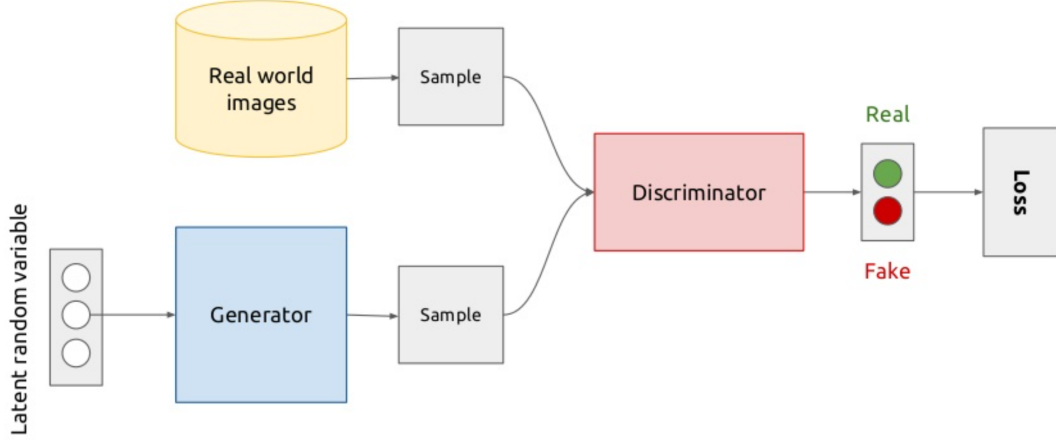 Real world
images
Sample
Real
Discriminator
Loss
Fake
Latent random variable
Generator
Sample